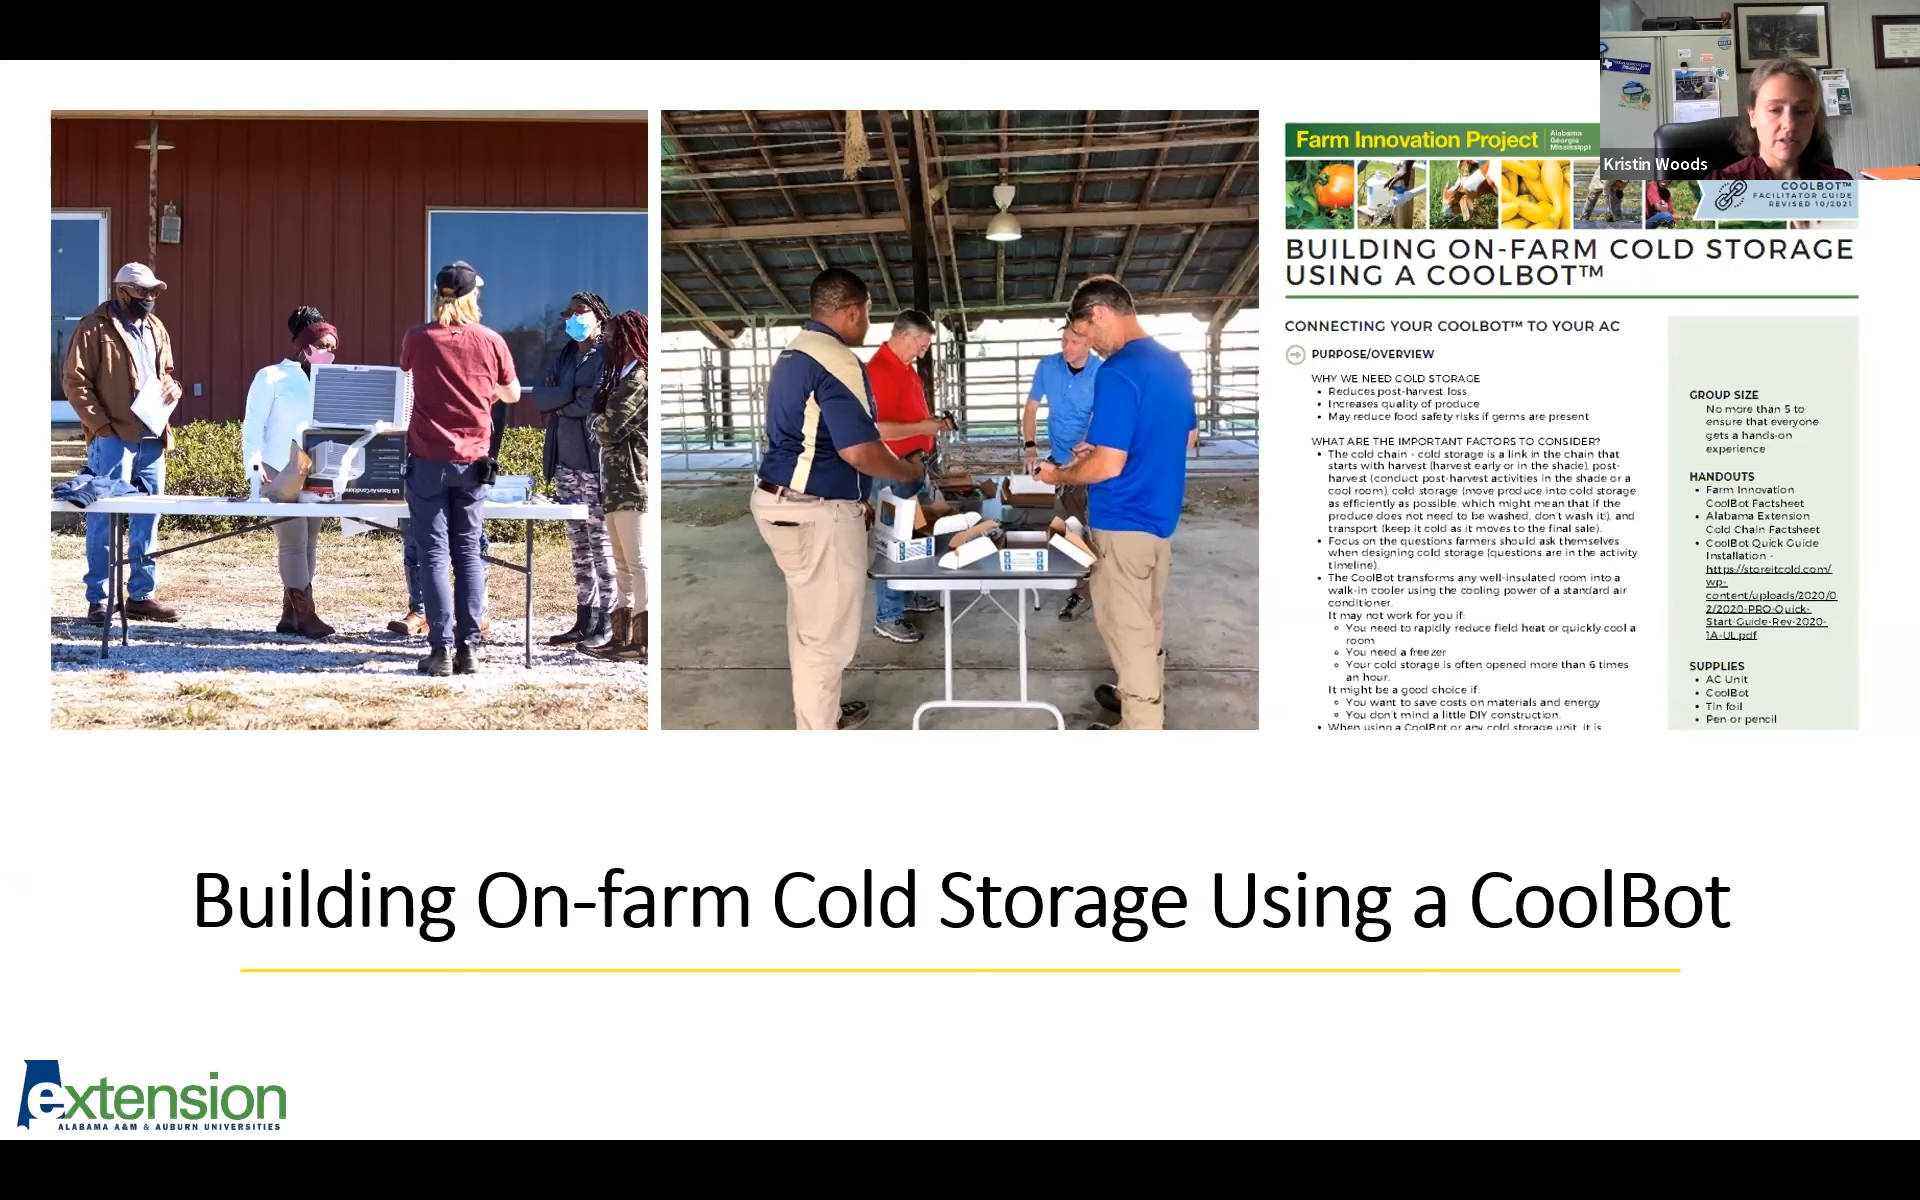 Kristin Woods
Farm Innovation Project
Alabama
Georgia
Mississippi
COOLBOT™
FACILITATOR GUIDE
REVISED 10/2021
BUILDING ON-FARM COLD STORAGE
USING A COOLBOT™
CONNECTING YOUR COOLBOT™ TO YOUR AC
PURPOSE/OVERVIEW
WHY WE NEED COLD STORAGE
• Reduces post-harvest loss
• Increases quality of produce
• May reduce food safety risks if germs are present
WHAT ARE THE IMPORTANT FACTORS TO CONSIDER?
• The cold chain - cold storage is a link in the chain that
starts with harvest (harvest early or in the shade), post-
harvest (conduct post-harvest activities in the shade or a
cool room), cold storage (move produce into cold storage
as efficiently as possible, which might mean that if the
produce does not need to be washed, don't wash it!), and
transport (keep it cold as it moves to the final sale).
• Focus on the questions farmers should ask themselves
when designing cold storage (questions are in the activity
timeline).
• The CoolBot transforms any well-insulated room into a
walk-in cooler using the cooling power of a standard air
conditioner.
It may not work for you if:
◦ You need to rapidly reduce field heat or quickly cool a
room
◦ You need a freezer
◦ Your cold storage is often opened more than 6 times
an hour.
It might be a good choice if:
◦ You want to save costs on materials and energy
◦ You don't mind a little DIY construction.
• When using a CoolBot or any cold storage unit, it is
GROUP SIZE
No more than 5 to
ensure that everyone
gets a hands-on
experience
HANDOUTS
• Farm Innovation
CoolBot Factsheet
• Alabama Extension
Cold Chain Factsheet
• CoolBot Quick Guide
Installation -
https://storeitcold.com/
wp-
content/uploads/2020/0
2/2020-PRO-Quick-
Start-Guide-Rev-2020-
1A-UL.pdf
SUPPLIES
• AC Unit
• CoolBot
• Tin foil
• Pen or pencil
LG Room Air Conditioner
Building On-farm Cold Storage Using a CoolBot
extension
ALABAMA A&M & AUBURN UNIVERSITIES